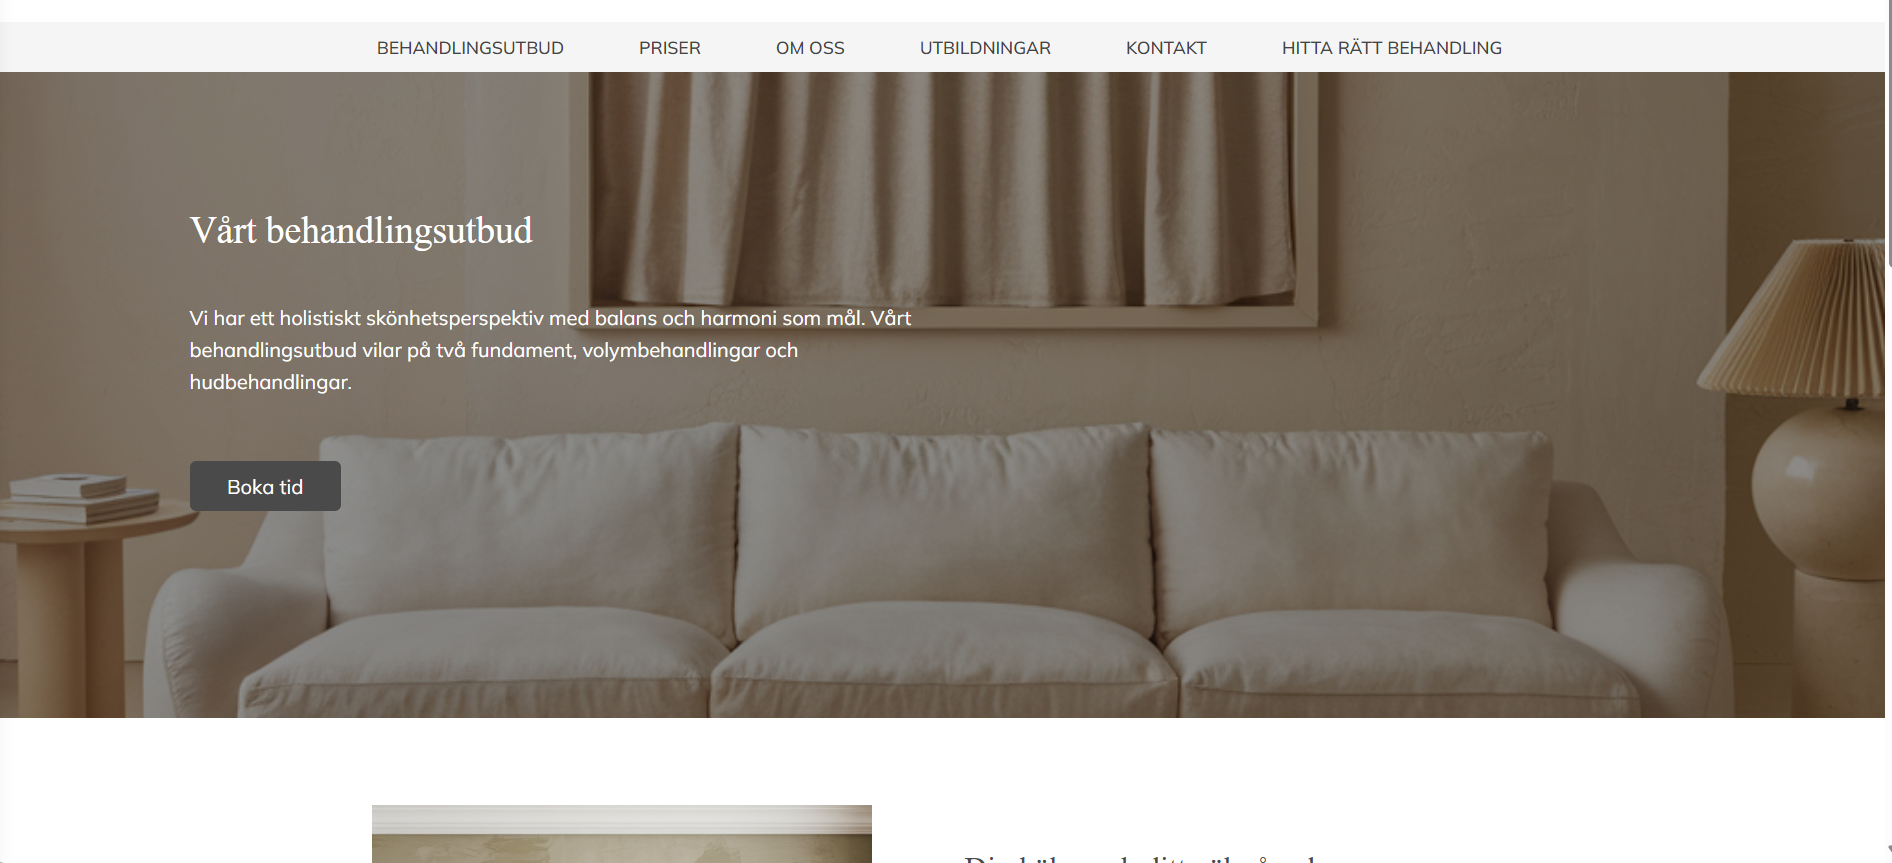 BEHANDLINGSUTBUD PRISER OM OSS UTBILDNINGAR KONTAKT HITTA RÄTT BEHANDLING
Vårt behandlingsutbud
Vi har ett holistiskt skönhetsperspektiv med balans och harmoni som mål. Vårt
behandlingsutbud vilar på två fundament, volymbehandlingar och
hudbehandlingar.
Boka tid